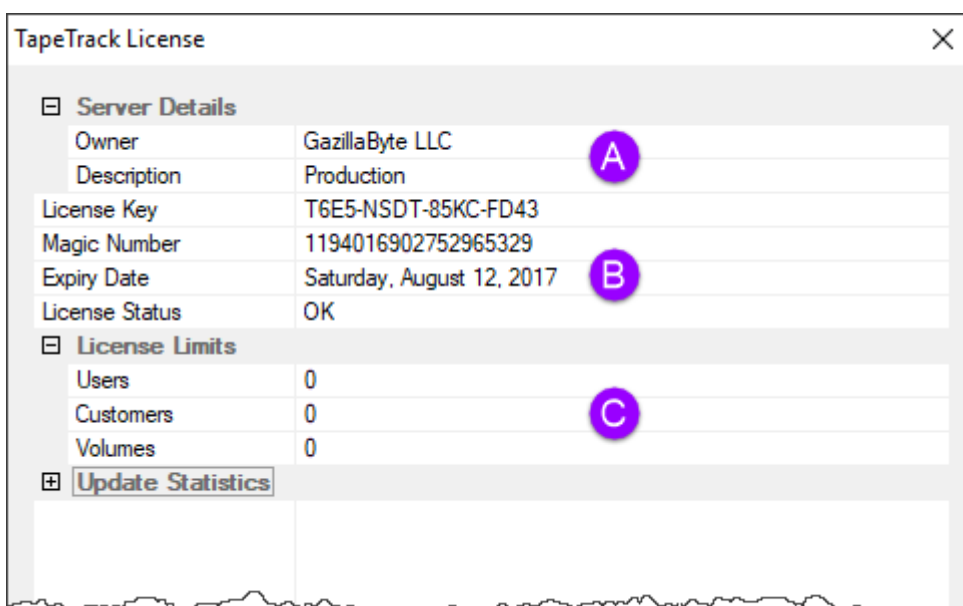 TapeTrack License
Server Details
Owner GazillaByte LLC
A
Description Production
License Key T6E5-NSDT-85KC-FD43
Magic Number 1194016902752965329
Expiry Date Saturday, August 12, 2017 B
License Status OK
License Limits
Users 0
Customers 0 C
Volumes 0
Update Statistics